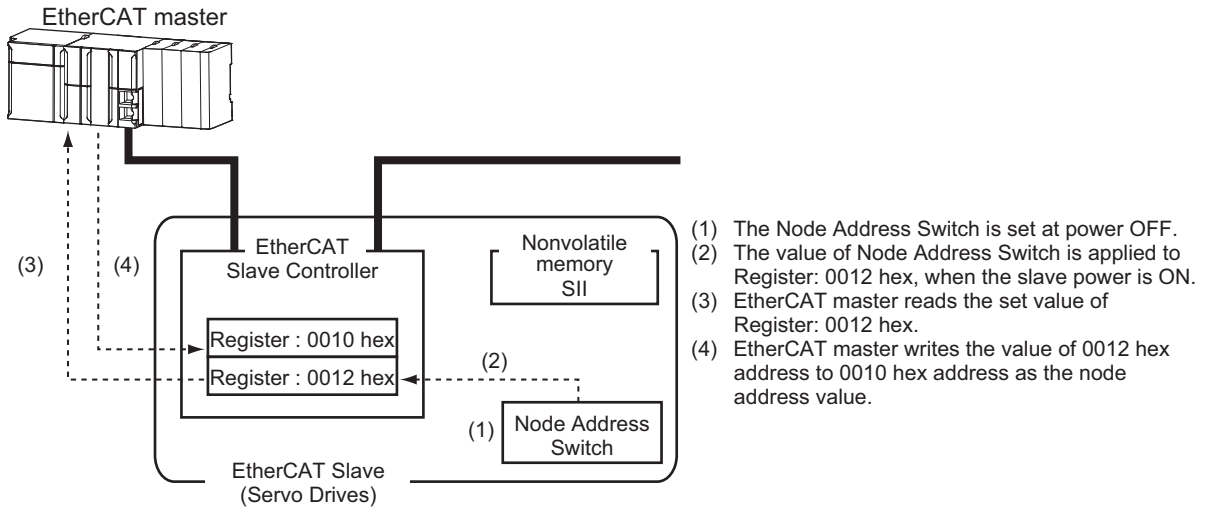 EtherCAT master
(3)
(4)
EtherCAT
Slave Controller
Nonvolatile
memory
SII
Register : 0010 hex
Register : 0012 hex
(2)
(1)
Node Address
Switch
EtherCAT Slave
(Servo Drives)
(1) The Node Address Switch is set at power OFF.
(2) The value of Node Address Switch is applied to
Register: 0012 hex, when the slave power is ON.
(3) EtherCAT master reads the set value of
Register: 0012 hex.
(4) EtherCAT master writes the value of 0012 hex
address to 0010 hex address as the node
address value.